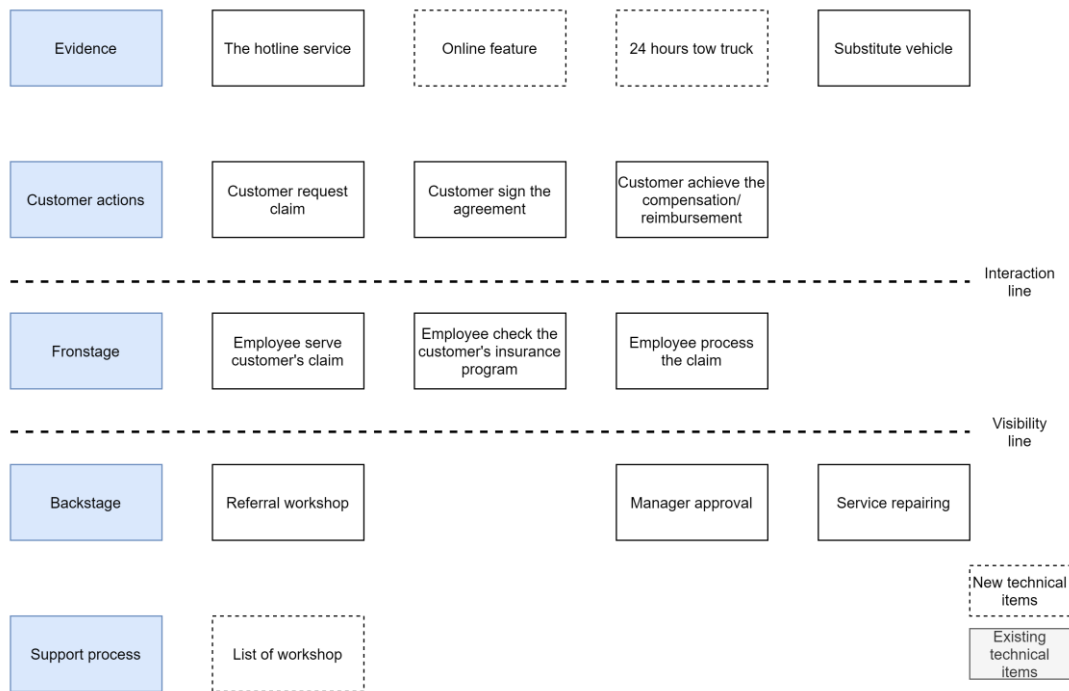 Evidence
The hotline service
Online feature
24 hours tow truck
Substitute vehicle
Customer actions
Customer request
claim
Customer sign the
agreement
Customer achieve the
compensation/
reimbursement
Interaction
line
Fronstage
Employee serve
customer's claim
Employee check the
customer's insurance
program
Employee process
the claim
Visibility
line
Backstage
Referral workshop
Manager approval
Service repairing
New technical
items
Existing
technical
items
Support process
List of workshop